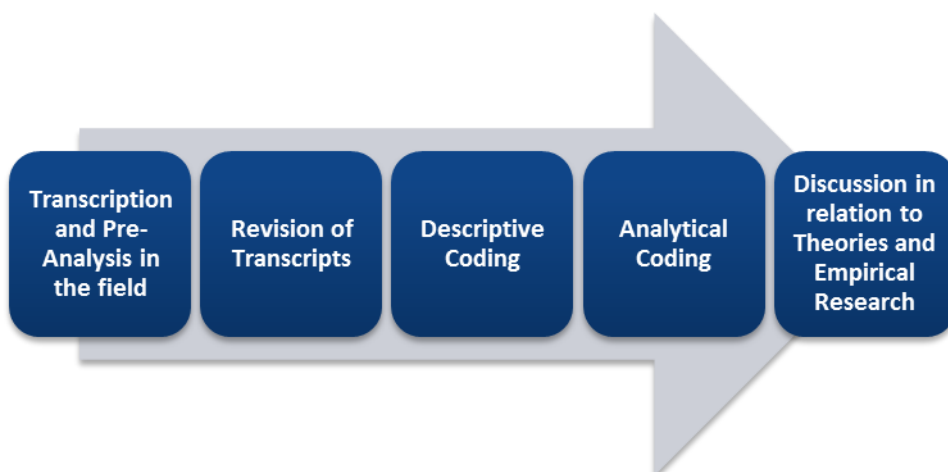 Transcription
and Pre-
Analysis in
the field
Revision of
Transcripts
Descriptive
Coding
Analytical
Coding
Discussion in
relation to
Theories and
Empirical
Research